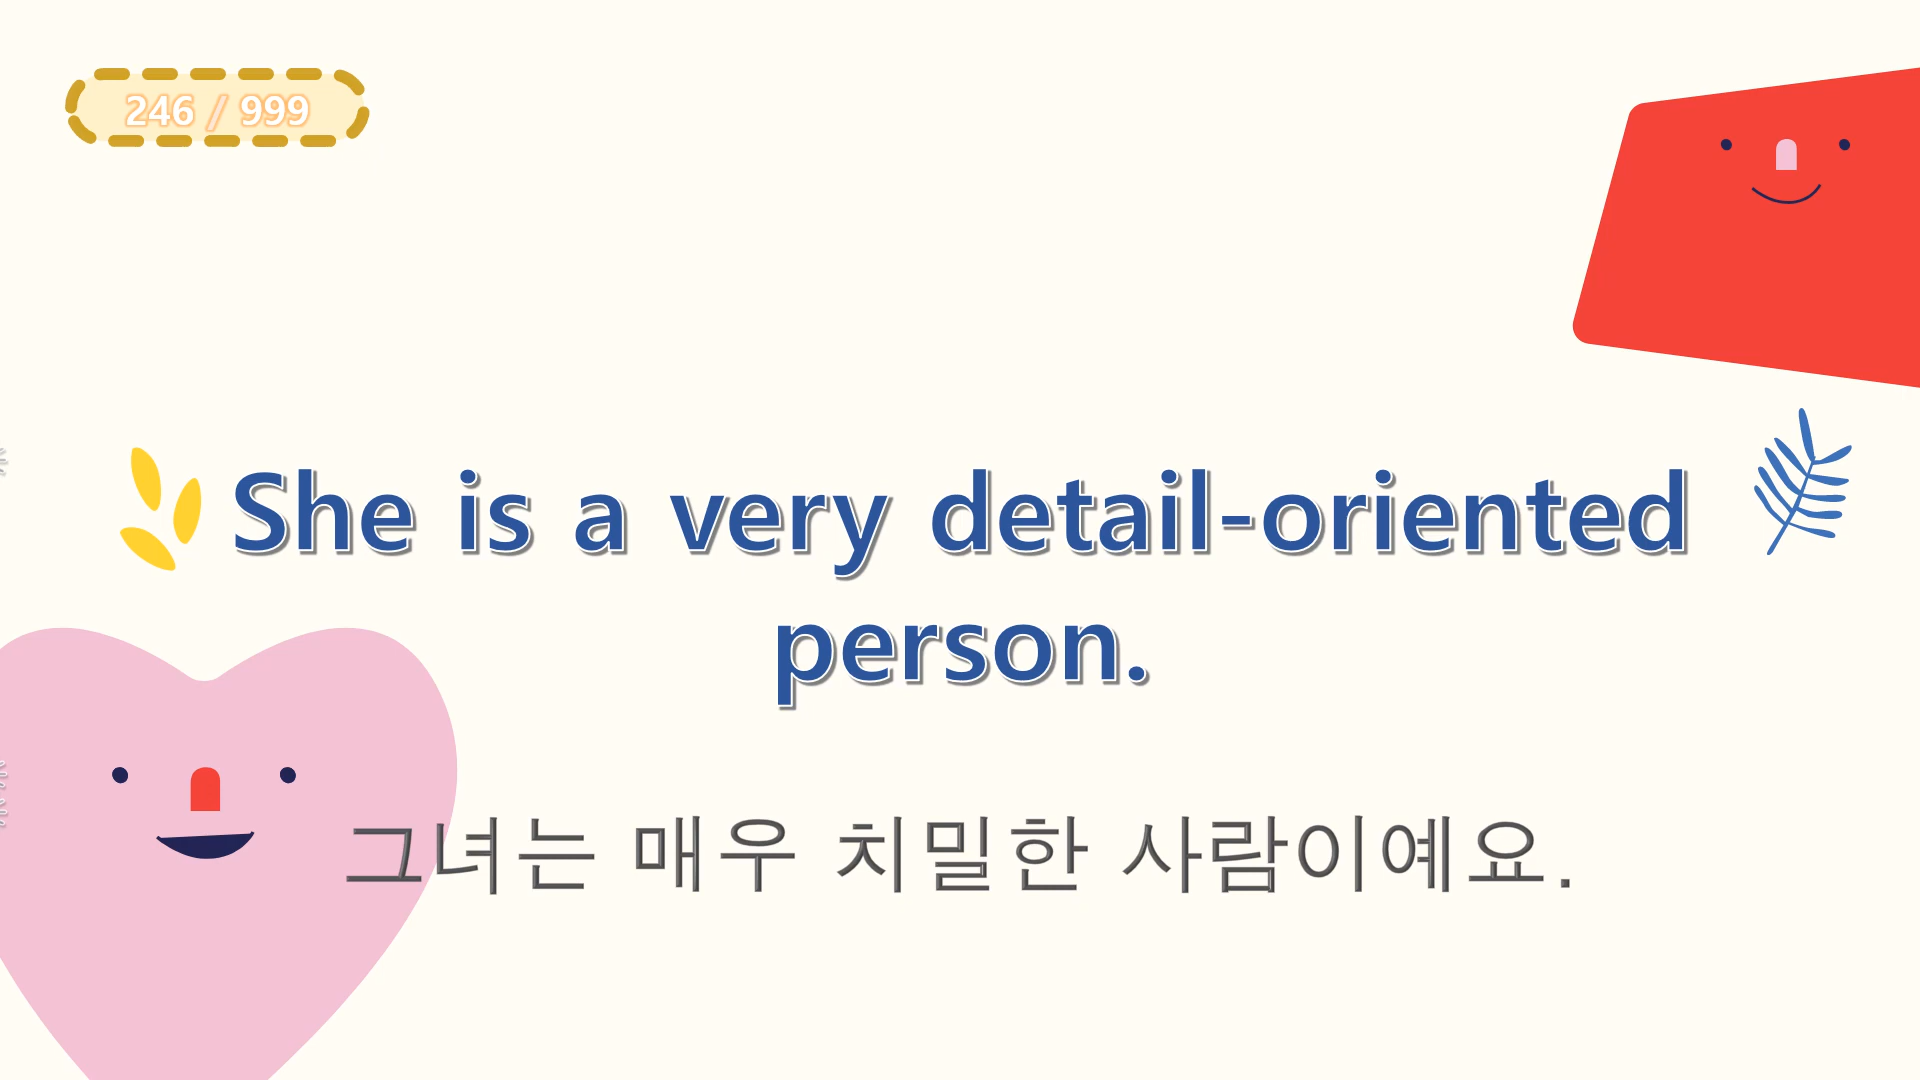 246 / 999
She is a very detail-oriented
person.
그녀는 매우 치밀한 사람이예요.